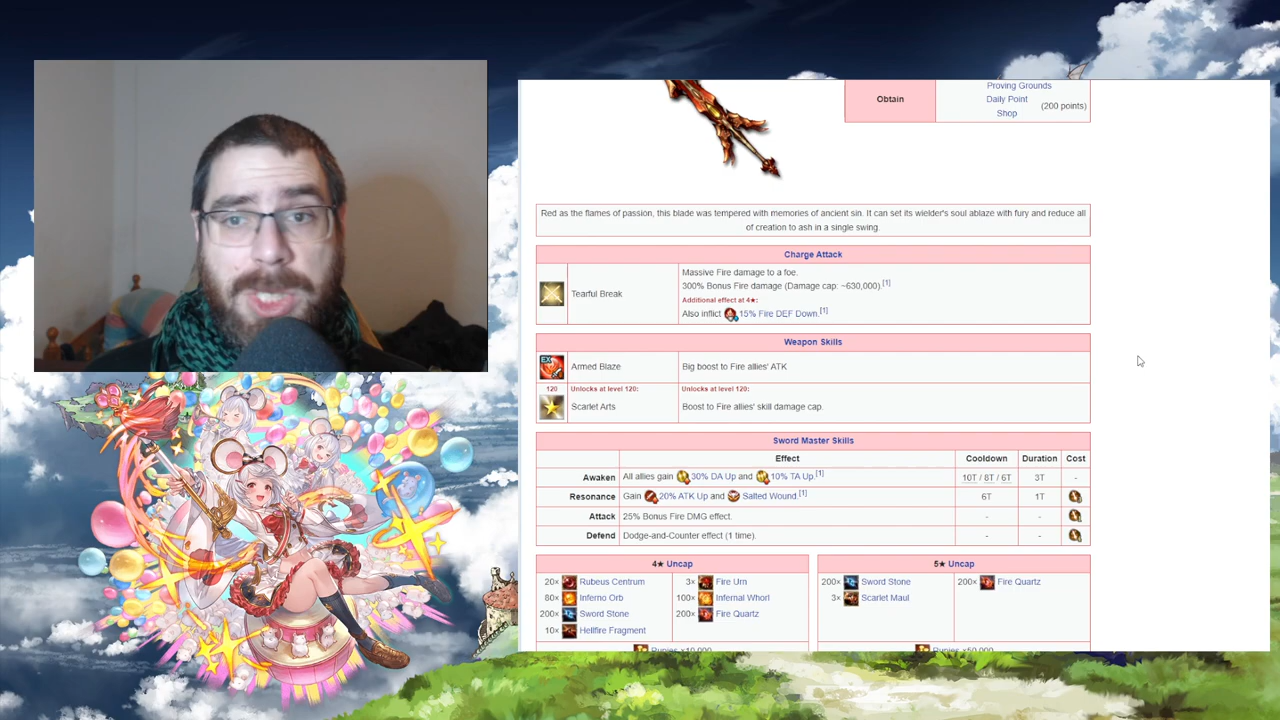 Obtain
Proving Grounds
Daily Point
Shop
(200 points)
Red as the flames of passion, this blade was tempered with memories of ancient sin. It can set its wielder's soul ablaze with fury and reduce all
of creation to ash in a single swing.
Charge Attack
Tearful Break
Massive Fire damage to a foe.
300% Bonus Fire damage (Damage cap: ~630,000).[1]
Additional effect at 4★:
Also inflict 15% Fire DEF Down.[1]
Weapon Skills
EX
Armed Blaze
Big boost to Fire allies' ATK
120
Unlocks at level 120:
Unlocks at level 120:
Scarlet Arts
Boost to Fire allies' skill damage cap.
Sword Master Skills
Effect
Cooldown
Duration
Cost
Awaken
All allies gain 30% DA Up and 10% TA Up.[1]
10T / 8T / 6T
3T
-
Resonance
Gain 20% ATK Up and Salted Wound.[1]
6T
1T
Attack
25% Bonus Fire DMG effect.
-
-
Defend
Dodge-and-Counter effect (1 time).
-
-
4★ Uncap
20× Rubeus Centrum
80× Inferno Orb
200× Sword Stone
10× Hellfire Fragment
3× Fire Urn
100× Infernal Whorl
200× Fire Quartz
Rupies ×10,000
5★ Uncap
200× Sword Stone
3× Scarlet Maul
200× Fire Quartz
Rupies ×50,000